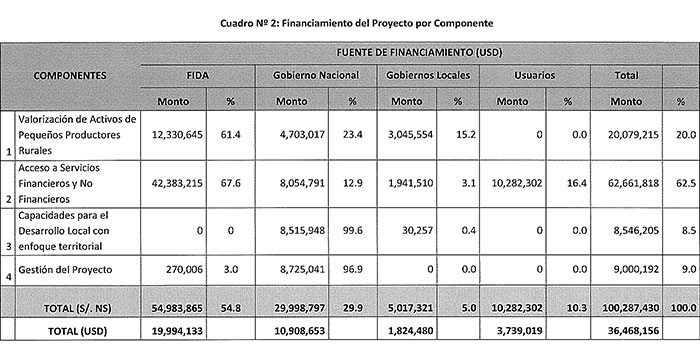 Cuadro Nº 2: Financiamiento del Proyecto por Componente
COMPONENTES FUENTE DE FINANCIAMIENTO (USD)
FIDA Gobierno Nacional Gobiernos Locales Usuarios Total
Monto % Monto % Monto % Monto % Monto %
1 Valorización de Activos de
Pequeños Productores
Rurales 12,330,645 61.4 4,703,017 23.4 3,045,554 15.2 0 0.0 20,079,215 20.0
2 Acceso a Servicios
Financieros y No
Financieros 42,383,215 67.6 8,054,791 12.9 1,941,510 3.1 10,282,302 16.4 62,661,818 62.5
3 Capacidades para el
Desarrollo Local con
enfoque territorial 0 0 8,515,948 99.6 30,257 0.4 0 0.0 8,546,205 8.5
4 Gestión del Proyecto 270,006 3.0 8,725,041 96.9 0 0.0 0 0.0 9,000,192 9.0
TOTAL (S/. NS) 54,983,865 54.8 29,998,797 29.9 5,017,321 5.0 10,282,302 10.3 100,287,430 100.0
TOTAL (USD) 19,994,133 10,908,653 1,824,480 3,739,019 36,468,156